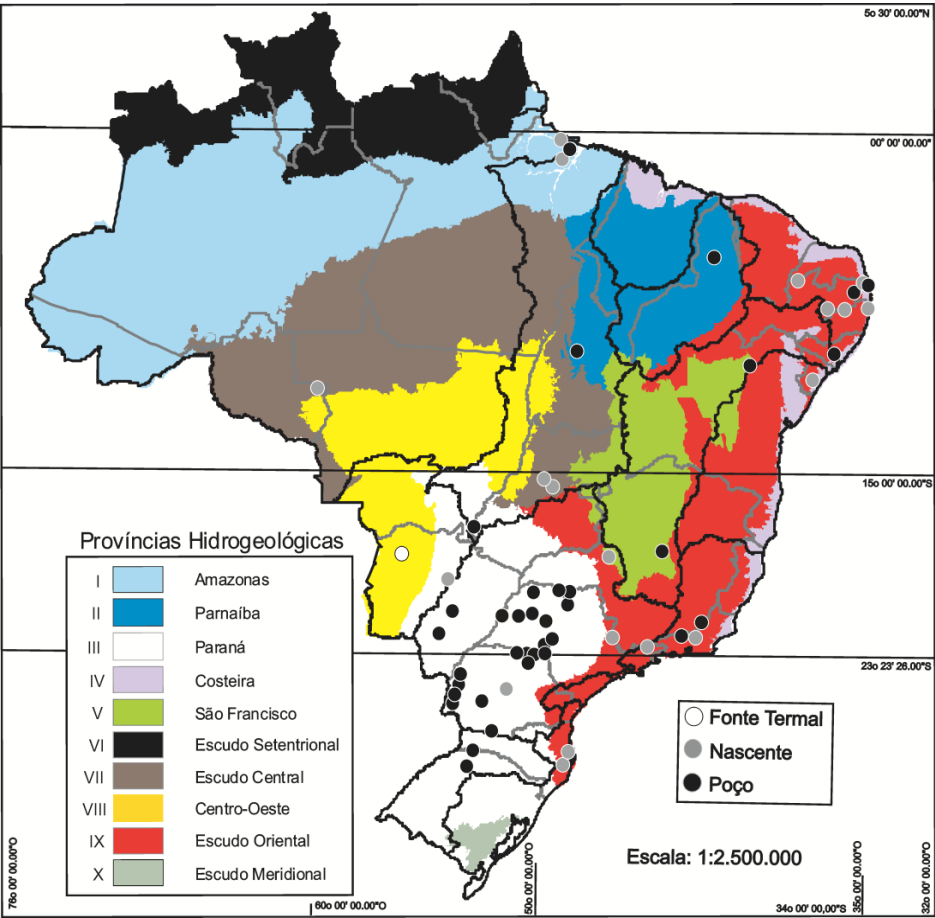 5o 30' 00.00"N
00° 00' 00.00"
15o 00' 00.00"S
23o 23' 26.00"S
Províncias Hidrogeológicas
I Amazonas
II Parnaíba
III Paraná
IV Costeira
V São Francisco
VI Escudo Setentrional
VII Escudo Central
VIII Centro-Oeste
IX Escudo Oriental
X Escudo Meridional
Fonte Termal
Nascente
Poço
Escala: 1:2.500.000
76o 00' 00.00"O
60o 00' 00.00"O
50o 00' 00.00"O
34o 00' 00,00"S
35o 00' 00.00"O
32o 00' 00.00"O